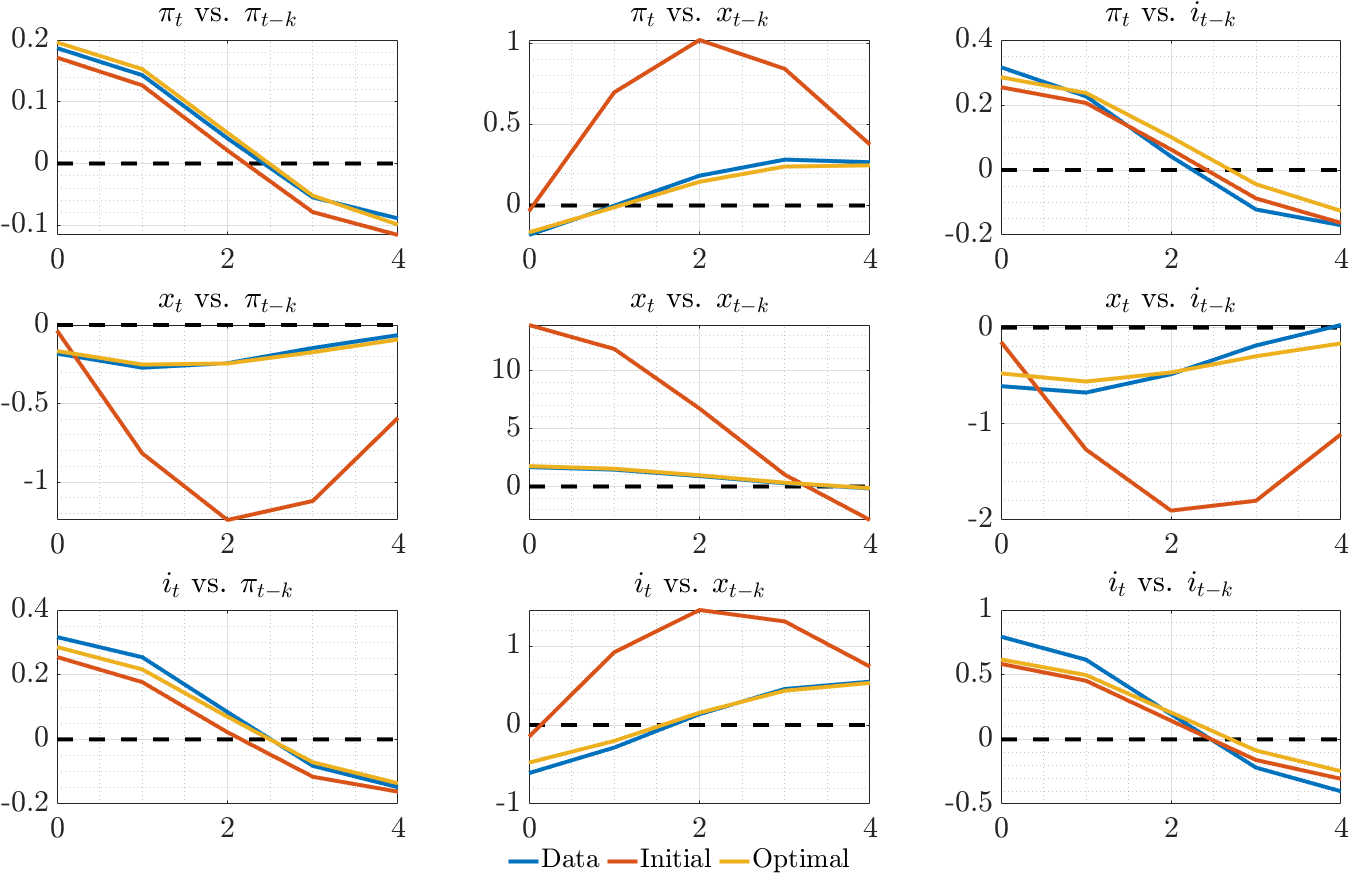 π_t vs. π_{t−k}
0.2
0.1
0
-0.1
0 2 4
π_t vs. x_{t−k}
1
0.5
0
0 2 4
π_t vs. i_{t−k}
0.4
0.2
0
-0.2
0 2 4
x_t vs. π_{t−k}
0
-0.5
-1
0 2 4
x_t vs. x_{t−k}
10
5
0
0 2 4
x_t vs. i_{t−k}
0
-1
-2
0 2 4
i_t vs. π_{t−k}
0.4
0.2
0
-0.2
0 2 4
i_t vs. x_{t−k}
1
0
-1
0 2 4
i_t vs. i_{t−k}
1
0.5
0
-0.5
0 2 4
Data Initial Optimal